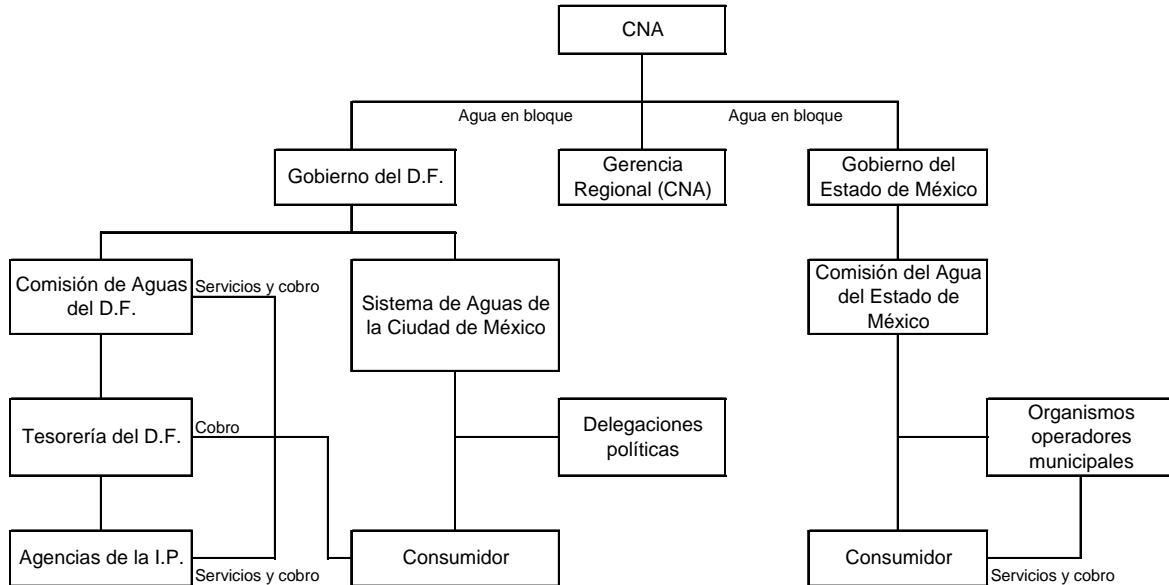 CNA
Agua en bloque
Agua en bloque
Gobierno del D.F.
Gerencia
Regional (CNA)
Gobierno del
Estado de México
Comisión de Aguas
del D.F.
Servicios y cobro
Sistema de Aguas de
la Ciudad de México
Comisión del Agua
del Estado de
México
Tesorería del D.F.
Cobro
Delegaciones
políticas
Organismos
operadores
municipales
Agencias de la I.P.
Servicios y cobro
Consumidor
Consumidor
Servicios y cobro